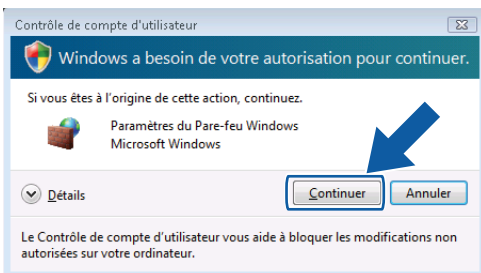 Contrôle de compte d'utilisateur
Windows a besoin de votre autorisation pour continuer.
Si vous êtes à l'origine de cette action, continuez.
Paramètres du Pare-feu Windows
Microsoft Windows
Détails
Continuer
Annuler
Le Contrôle de compte d'utilisateur vous aide à bloquer les modifications non
autorisées sur votre ordinateur.